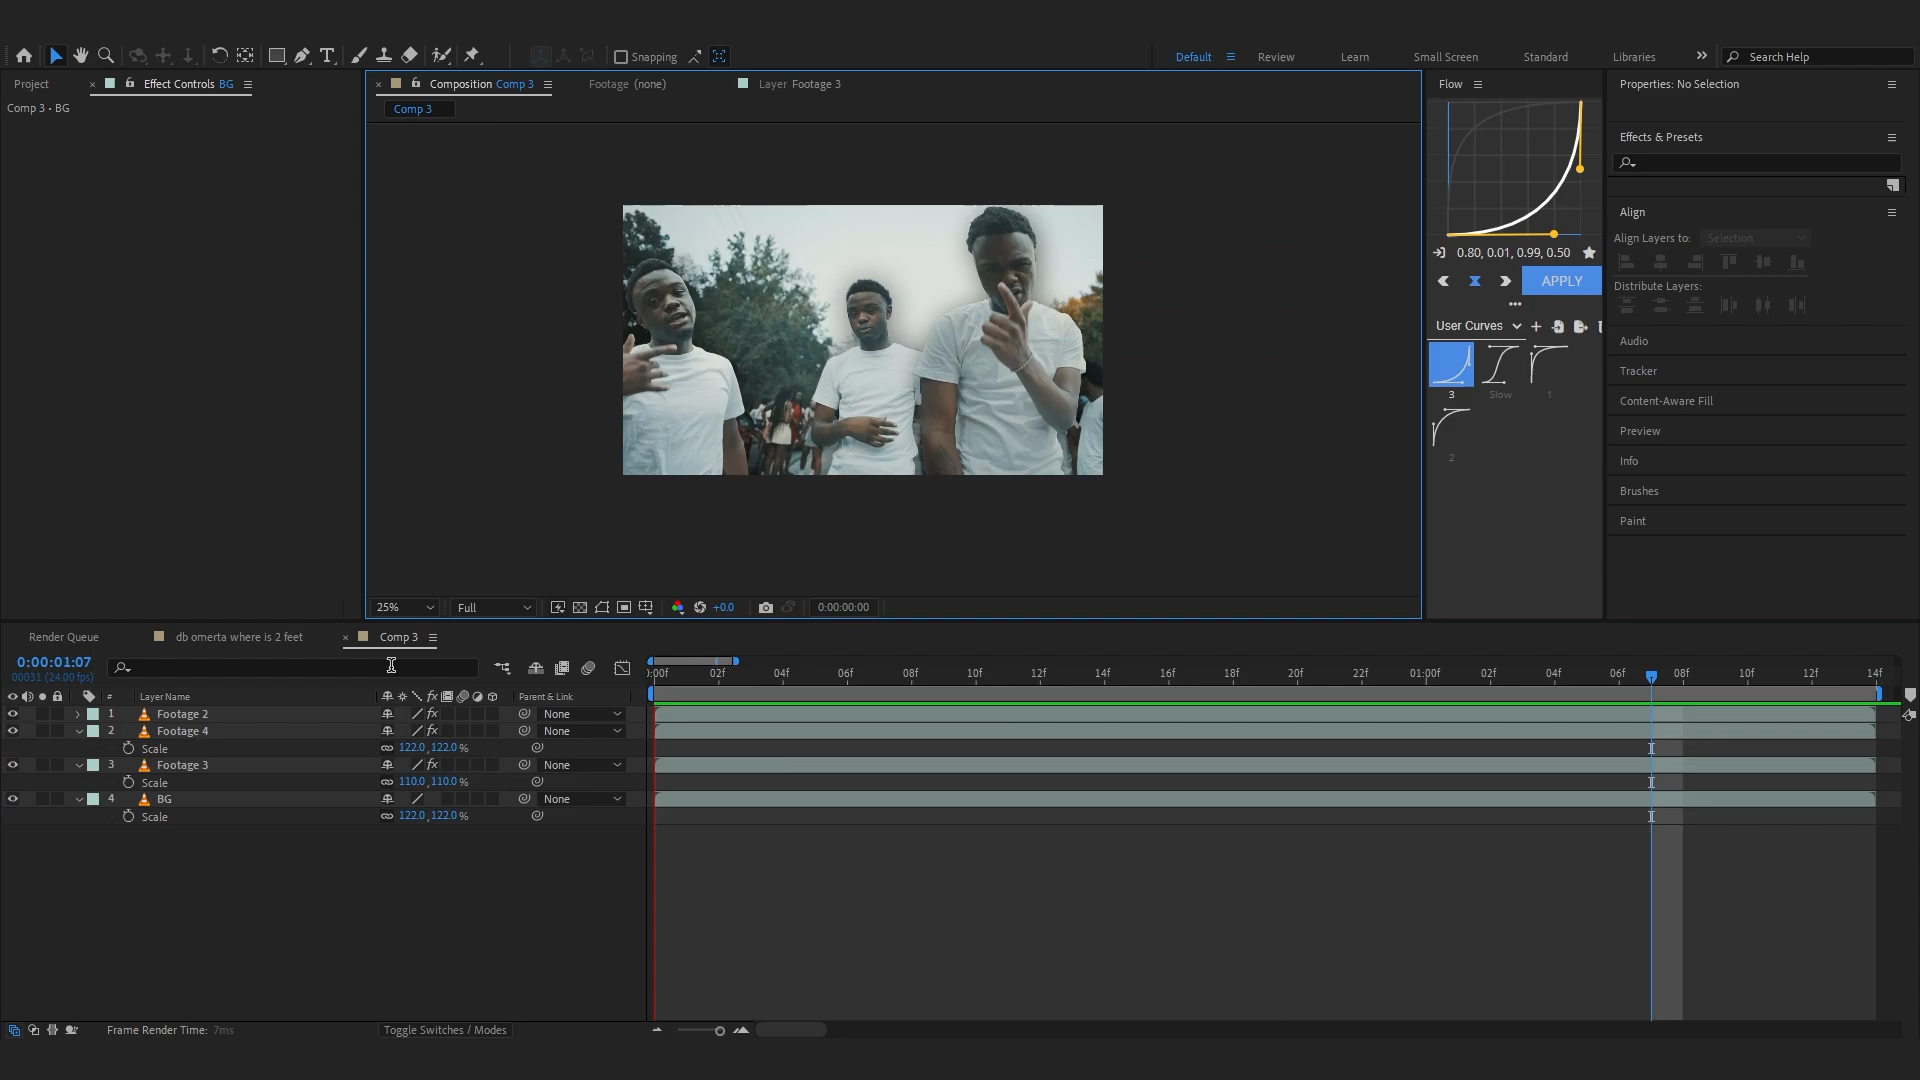 Snapping
Default
Review
Learn
Small Screen
Standard
Libraries
Search Help
Project
Effect Controls BG
Composition Comp 3
Footage (none)
Layer Footage 3
Flow
Properties: No Selection
Comp 3 • BG
Comp 3
Effects & Presets
Align
Align Layers to:
Selection
0.80, 0.01, 0.99, 0.50
APPLY
Distribute Layers:
User Curves
Audio
Tracker
3
Slow
1
Content-Aware Fill
Preview
2
Info
Brushes
Paint
25%
Full
+0.0
0:00:00:00
Render Queue
db omerta where is 2 feet
Comp 3
0:00:01:07
00031 (24.00 fps)
:00f 02f 04f 06f 08f 10f 12f 14f 16f 18f 20f 22f 01:00f 02f 04f 06f 08f 10f 12f 14f
# Layer Name fx Parent & Link
1 Footage 2 fx None
2 Footage 4 fx None
Scale 122.0, 122.0 %
3 Footage 3 fx None
Scale 110.0, 110.0 %
4 BG None
Scale 122.0, 122.0 %
Frame Render Time: 7ms
Toggle Switches / Modes